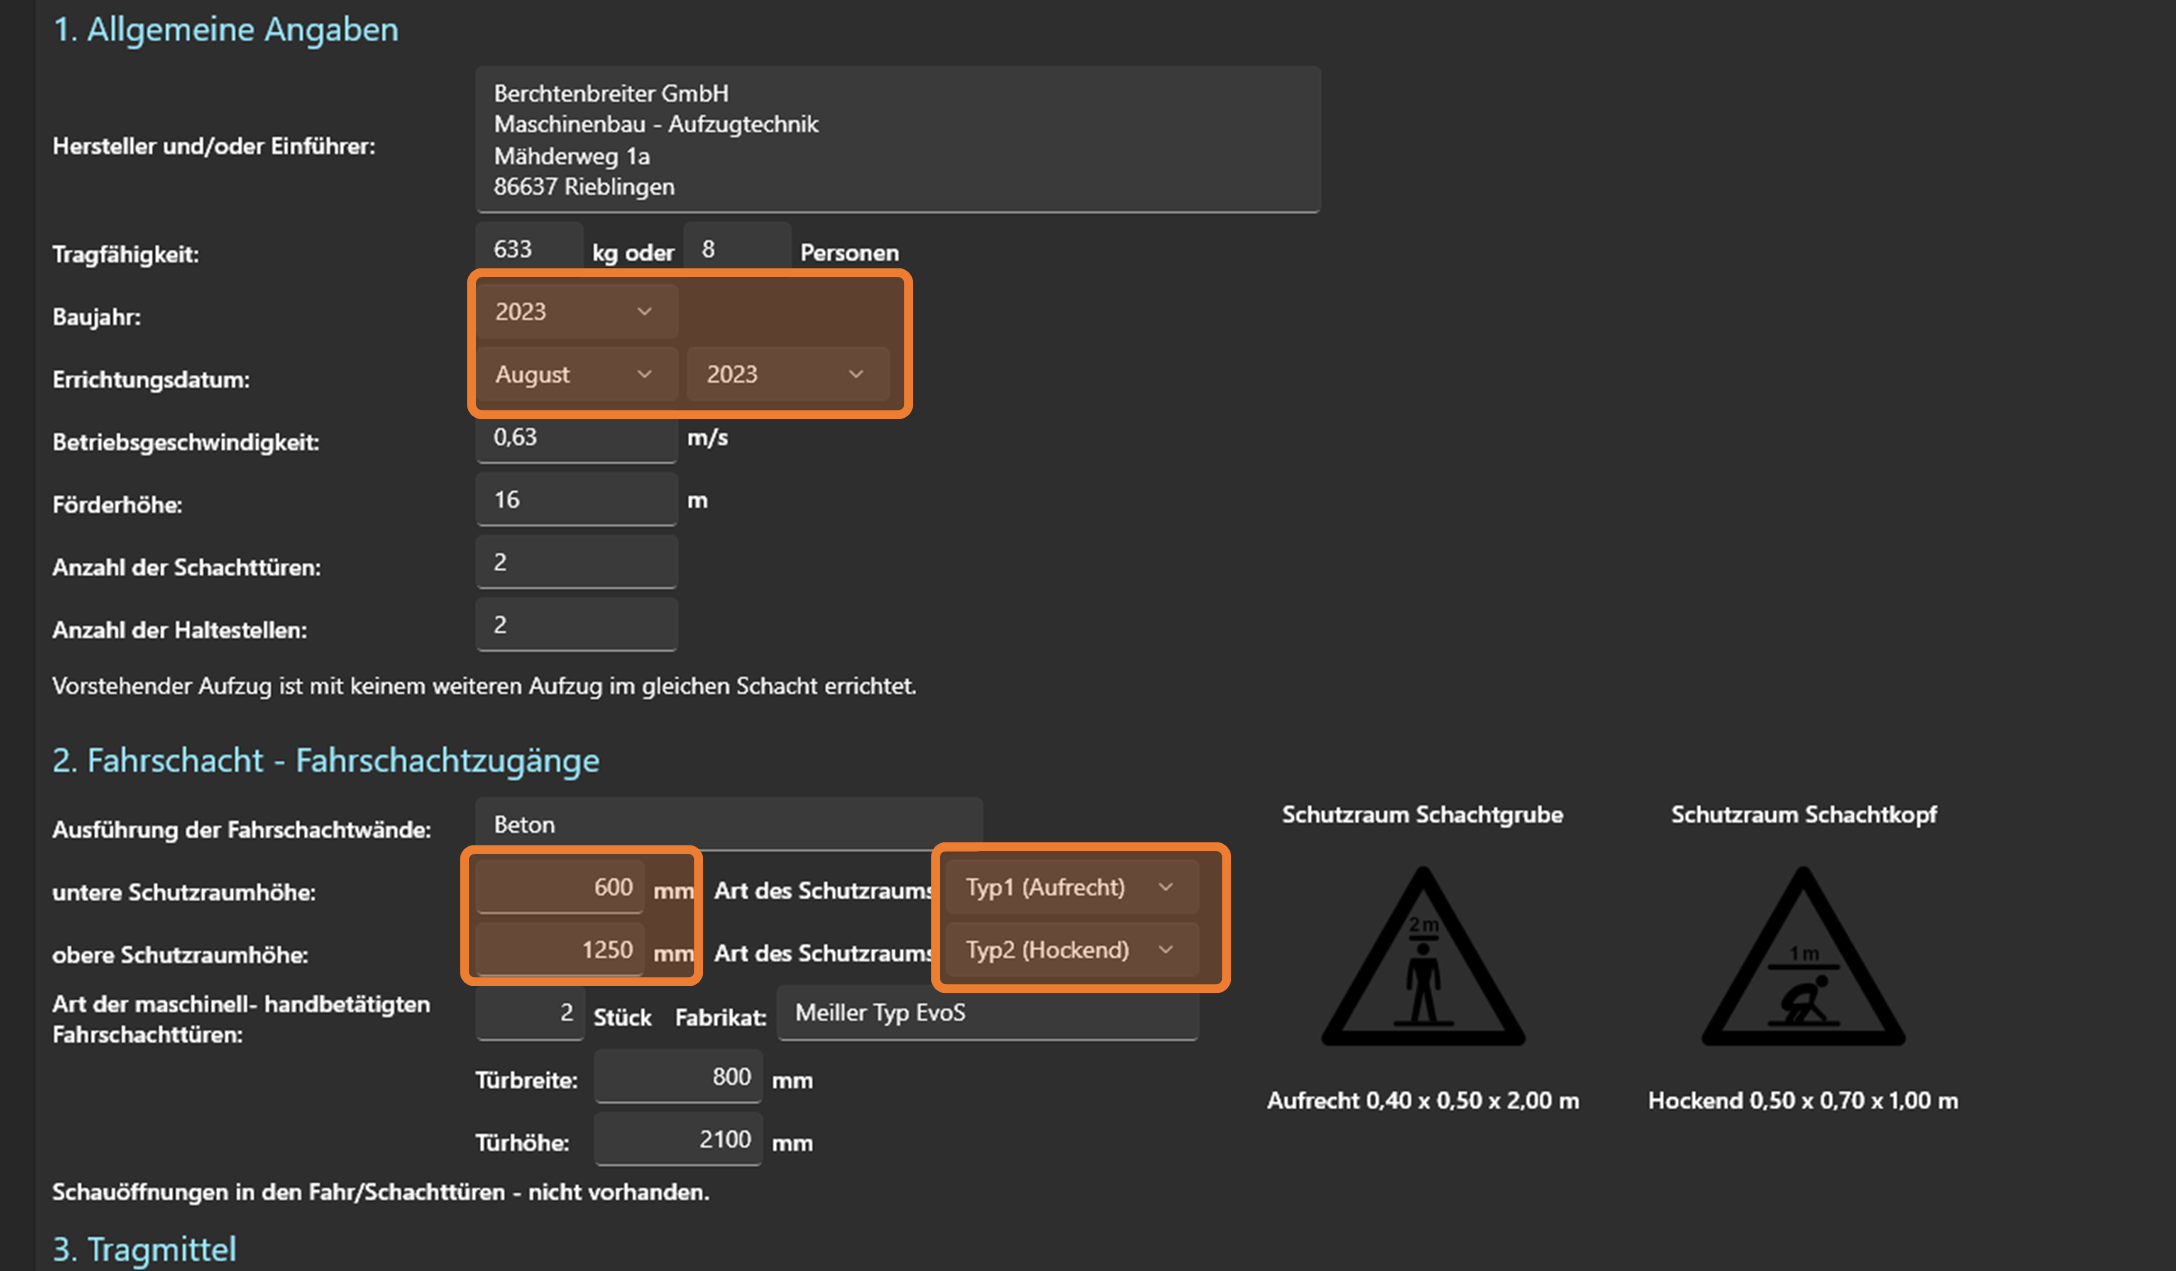 1. Allgemeine Angaben
Hersteller und/oder Einführer:
Berchtenbreiter GmbH
Maschinenbau - Aufzugtechnik
Mähderweg 1a
86637 Rieblingen
Tragfähigkeit: 633 kg oder 8 Personen
Baujahr: 2023
Errichtungsdatum: August 2023
Betriebsgeschwindigkeit: 0,63 m/s
Förderhöhe: 16 m
Anzahl der Schachttüren: 2
Anzahl der Haltestellen: 2
Vorstehender Aufzug ist mit keinem weiteren Aufzug im gleichen Schacht errichtet.
2. Fahrschacht - Fahrschachtzugänge
Ausführung der Fahrschachtwände: Beton
untere Schutzraumhöhe: 600 mm Art des Schutzraums Typ1 (Aufrecht)
obere Schutzraumhöhe: 1250 mm Art des Schutzraums Typ2 (Hockend)
Art der maschinell- handbetätigten
Fahrschachttüren:
2 Stück Fabrikat: Meiller Typ EvoS
Türbreite: 800 mm
Türhöhe: 2100 mm
Schutzraum Schachtgrube
2 m
Aufrecht 0,40 x 0,50 x 2,00 m
Schutzraum Schachtkopf
1 m
Hockend 0,50 x 0,70 x 1,00 m
Schauöffnungen in den Fahr/Schachttüren - nicht vorhanden.
3. Tragmittel